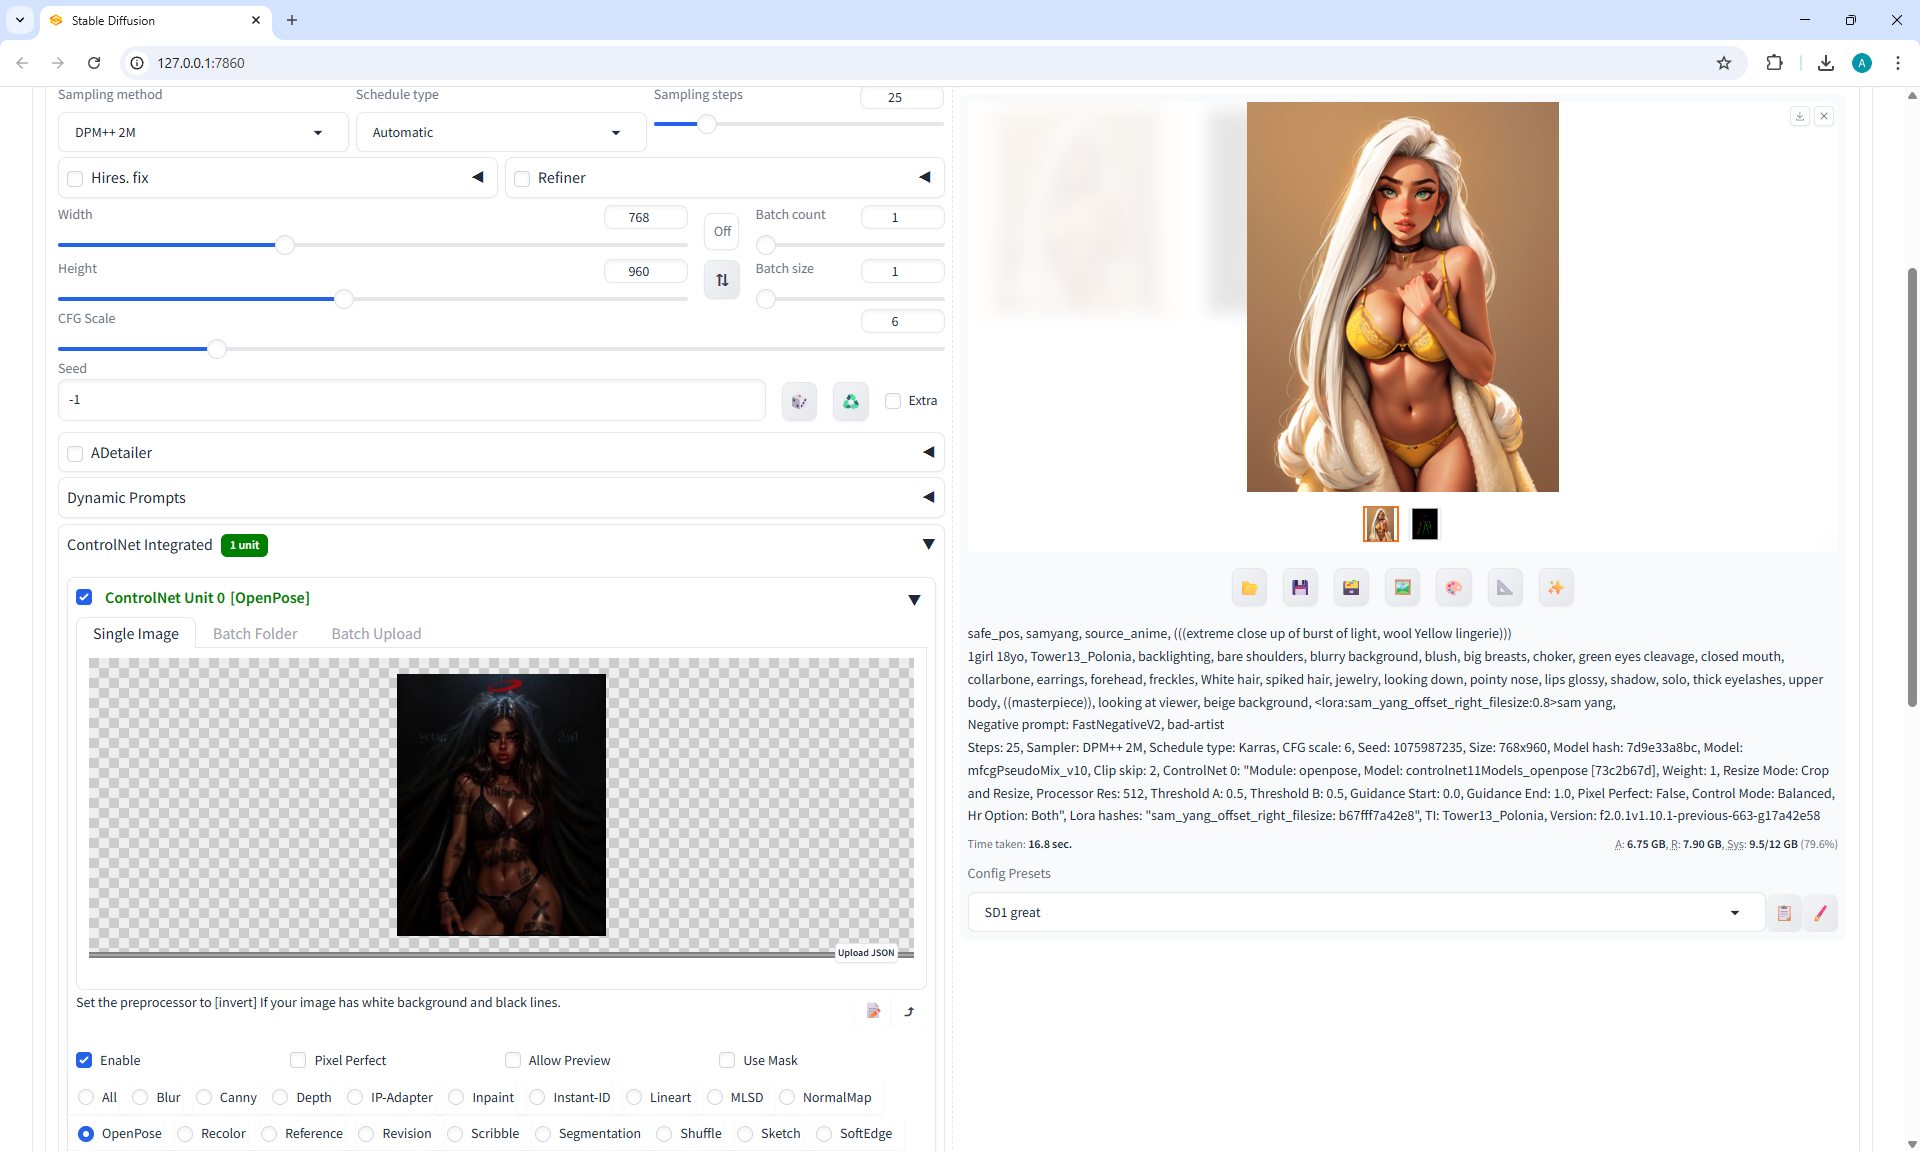 Stable Diffusion
127.0.0.1:7860
A
Sampling method
Schedule type
Sampling steps
25
DPM++ 2M
Automatic
Hires. fix
Refiner
Width
768
Off
Batch count
1
Height
960
Batch size
1
CFG Scale
6
Seed
-1
Extra
ADetailer
Dynamic Prompts
ControlNet Integrated
1 unit
ControlNet Unit 0 [OpenPose]
Single Image
Batch Folder
Batch Upload
Upload JSON
Set the preprocessor to [invert] If your image has white background and black lines.
Enable
Pixel Perfect
Allow Preview
Use Mask
All
Blur
Canny
Depth
IP-Adapter
Inpaint
Instant-ID
Lineart
MLSD
NormalMap
OpenPose
Recolor
Reference
Revision
Scribble
Segmentation
Shuffle
Sketch
SoftEdge
safe_pos, samyang, source_anime, (((extreme close up of burst of light, wool Yellow lingerie)))
1girl 18yo, Tower13_Polonia, backlighting, bare shoulders, blurry background, blush, big breasts, choker, green eyes cleavage, closed mouth,
collarbone, earrings, forehead, freckles, White hair, spiked hair, jewelry, looking down, pointy nose, lips glossy, shadow, solo, thick eyelashes, upper
body, ((masterpiece)), looking at viewer, beige background, <lora:sam_yang_offset_right_filesize:0.8>sam yang,
Negative prompt: FastNegativeV2, bad-artist
Steps: 25, Sampler: DPM++ 2M, Schedule type: Karras, CFG scale: 6, Seed: 1075987235, Size: 768x960, Model hash: 7d9e33a8bc, Model:
mfcgPseudoMix_v10, Clip skip: 2, ControlNet 0: "Module: openpose, Model: controlnet11Models_openpose [73c2b67d], Weight: 1, Resize Mode: Crop
and Resize, Processor Res: 512, Threshold A: 0.5, Threshold B: 0.5, Guidance Start: 0.0, Guidance End: 1.0, Pixel Perfect: False, Control Mode: Balanced,
Hr Option: Both", Lora hashes: "sam_yang_offset_right_filesize: b67fff7a42e8", TI: Tower13_Polonia, Version: f2.0.1v1.10.1-previous-663-g17a42e58
Time taken: 16.8 sec.
A: 6.75 GB, R: 7.90 GB, Sys: 9.5/12 GB (79.6%)
Config Presets
SD1 great